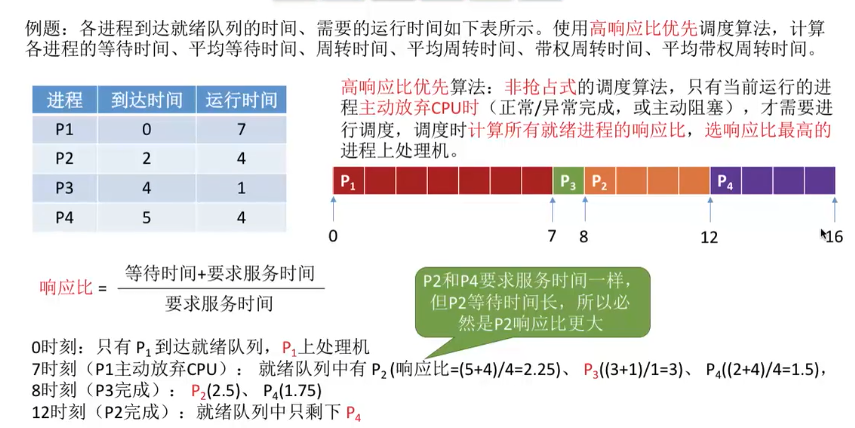 例题：各进程到达就绪队列的时间、需要的运行时间如下表所示。使用高响应比优先调度算法，计算
各进程的等待时间、平均等待时间、周转时间、平均周转时间、带权周转时间、平均带权周转时间。
进程 到达时间 运行时间
P1 0 7
P2 2 4
P3 4 1
P4 5 4
高响应比优先算法：非抢占式的调度算法，只有当前运行的进
程主动放弃CPU时（正常/异常完成，或主动阻塞），才需要进
行调度，调度时计算所有就绪进程的响应比，选响应比最高的
进程上处理机。
P₁ P₃ P₂ P₄
0 7 8 12 16
响应比 = 等待时间+要求服务时间
要求服务时间
P2和P4要求服务时间一样，
但P2等待时间长，所以必
然是P2响应比更大
0时刻：只有 P₁ 到达就绪队列，P₁上处理机
7时刻（P1主动放弃CPU）：就绪队列中有 P₂ (响应比=(5+4)/4=2.25)、 P₃((3+1)/1=3)、 P₄((2+4)/4=1.5)，
8时刻（P3完成）： P₂(2.5)、 P₄(1.75)
12时刻（P2完成）：就绪队列中只剩下 P₄